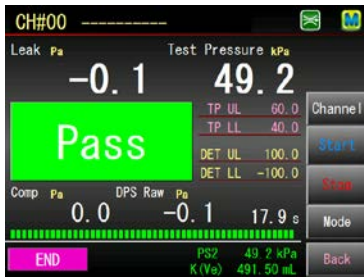 CH#00 ---------- M
Leak Pa Test Pressure kPa
-0.1 49.2
TP UL 60.0
TP LL 40.0
Pass
DET UL 100.0
DET LL -100.0
Comp Pa DPS Raw Pa
0.0 -0.1 17.9 s
END
PS2 49.2 kPa
K(Ve) 491.50 mL
Channel
Start
Stop
Mode
Back